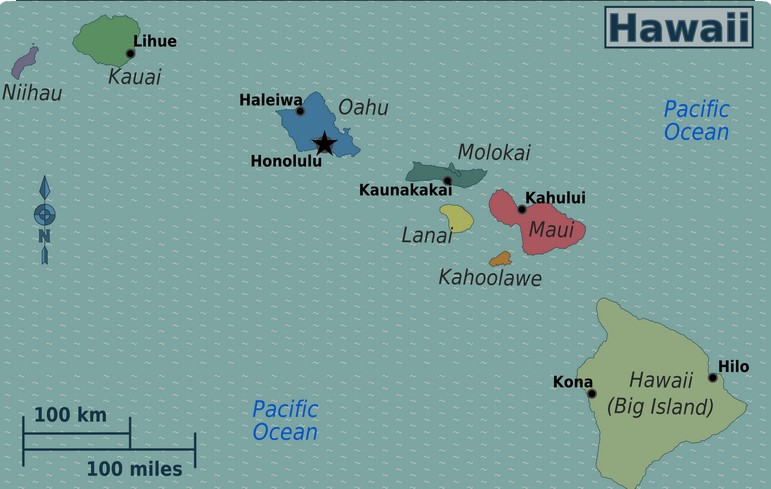 Hawaii
Lihue
Kauai
Niihau
Haleiwa
Oahu
Honolulu
Pacific
Ocean
Molokai
Kaunakakai
Kahului
Lanai
Maui
Kahoolawe
N
Hilo
Kona
Hawaii
(Big Island)
Pacific
Ocean
100 km
100 miles